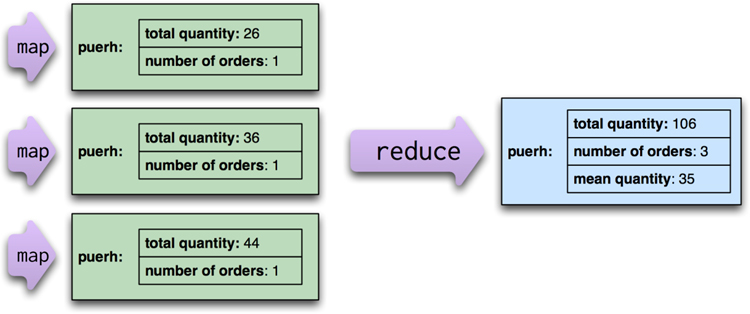 map
puerh:
total quantity: 26
number of orders: 1
map
puerh:
total quantity: 36
number of orders: 1
map
puerh:
total quantity: 44
number of orders: 1
reduce
puerh:
total quantity: 106
number of orders: 3
mean quantity: 35